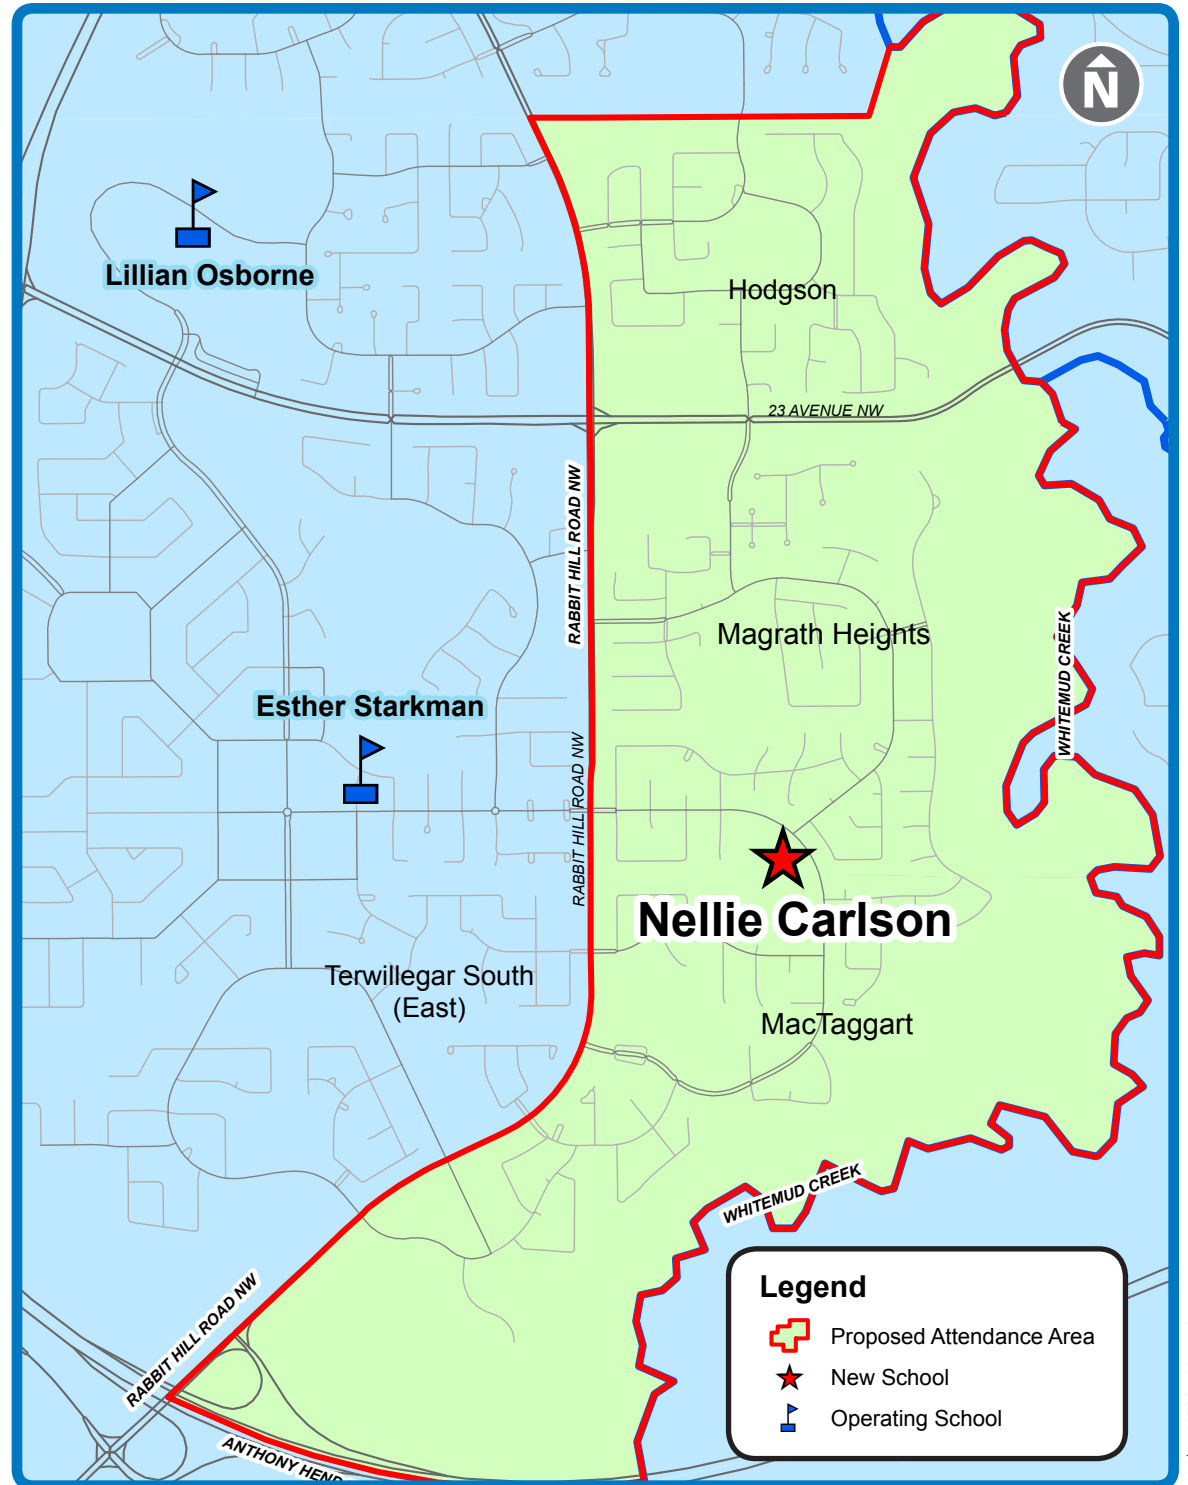 N
Lillian Osborne
Hodgson
23 AVENUE NW
RABBIT HILL ROAD NW
Magrath Heights
WHITEMUD CREEK
Esther Starkman
RABBIT HILL ROAD NW
Nellie Carlson
Terwillegar South
(East)
MacTaggart
WHITEMUD CREEK
RABBIT HILL ROAD NW
ANTHONY HEND
Legend
Proposed Attendance Area
New School
Operating School